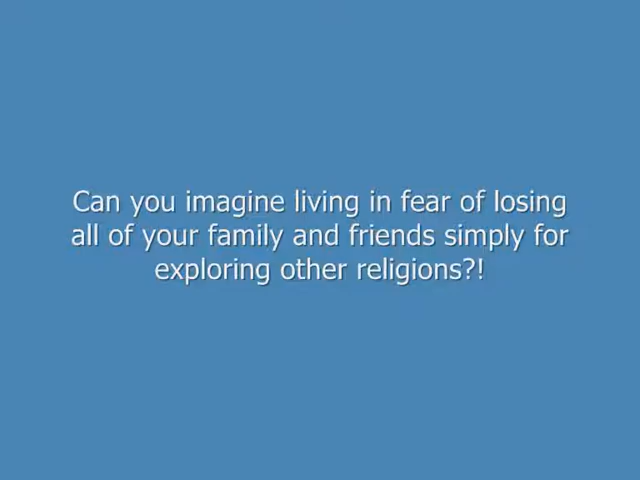 Can you imagine living in fear of losing
all of your family and friends simply for
exploring other religions?!